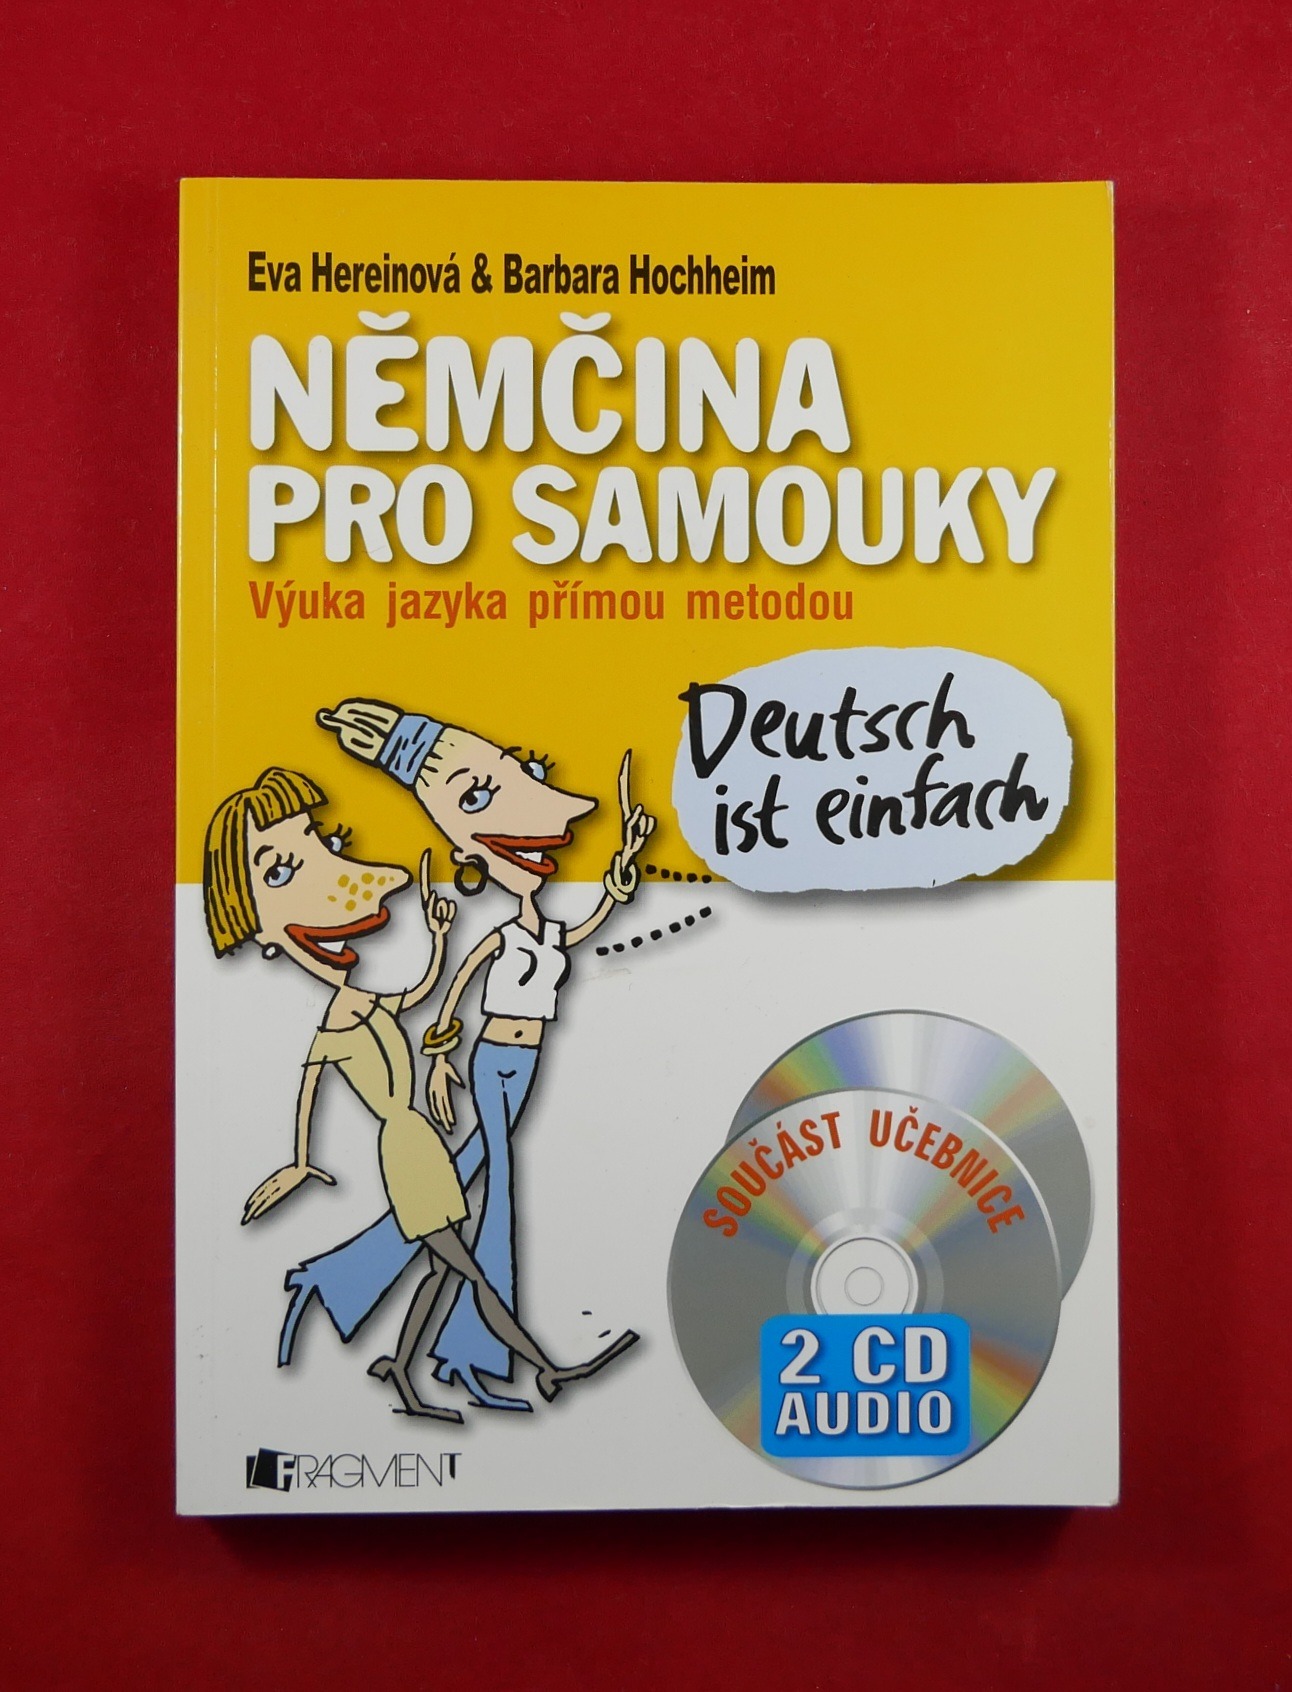 Eva Hereinová & Barbara Hochheim
NĚMČINA
PRO SAMOUKY
Výuka jazyka přímou metodou
Deutsch
ist einfach
SOUČÁST UČEBNICE
2 CD
AUDIO
FRAGMENT